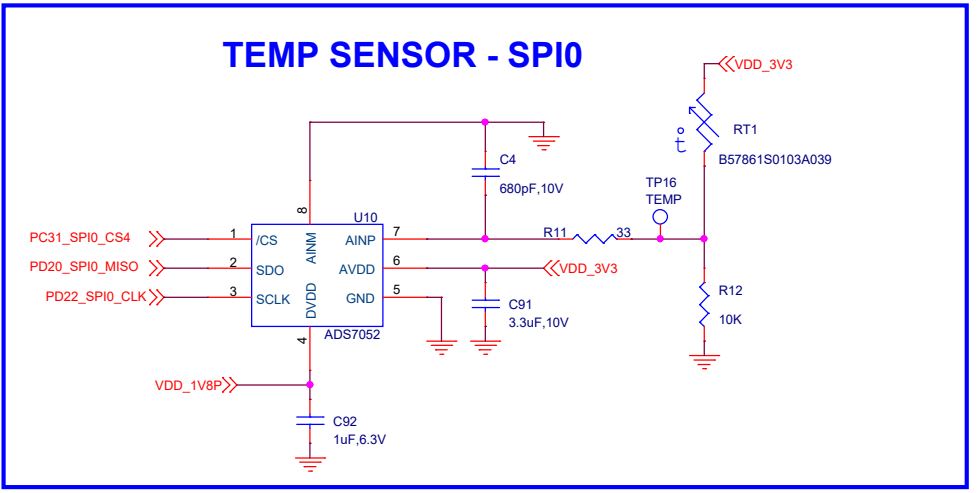 TEMP SENSOR - SPI0
VDD_3V3
RT1
t°
B57861S0103A039
C4
680pF,10V
TP16
TEMP
8
U10
PC31_SPI0_CS4
1
/CS
AINM
AINP
7
R11
33
PD20_SPI0_MISO
2
SDO
AVDD
6
VDD_3V3
PD22_SPI0_CLK
3
SCLK
DVDD
GND
5
C91
3.3uF,10V
R12
10K
ADS7052
4
VDD_1V8P
C92
1uF,6.3V